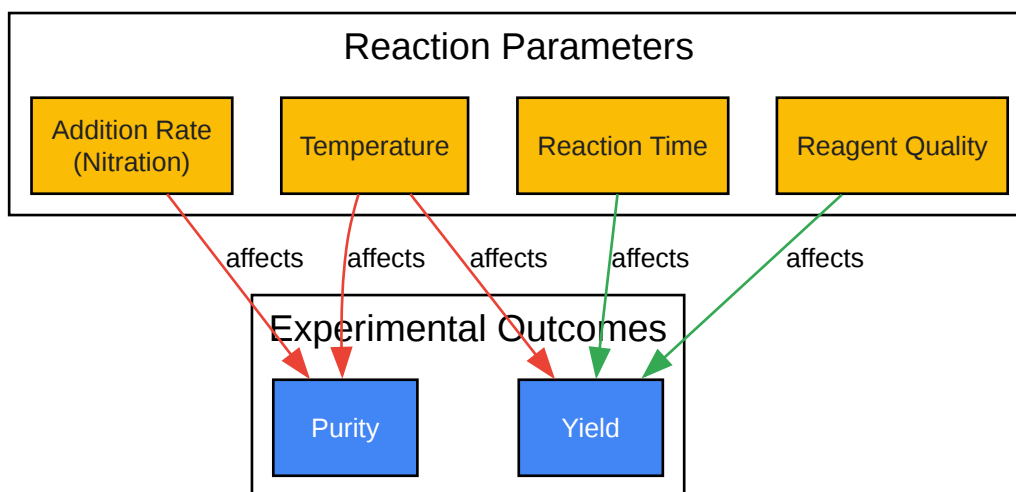 Reaction Parameters
Addition Rate
(Nitration)
Temperature
Reaction Time
Reagent Quality
affects
affects
affects
affects
affects
Experimental Outcomes
Purity
Yield